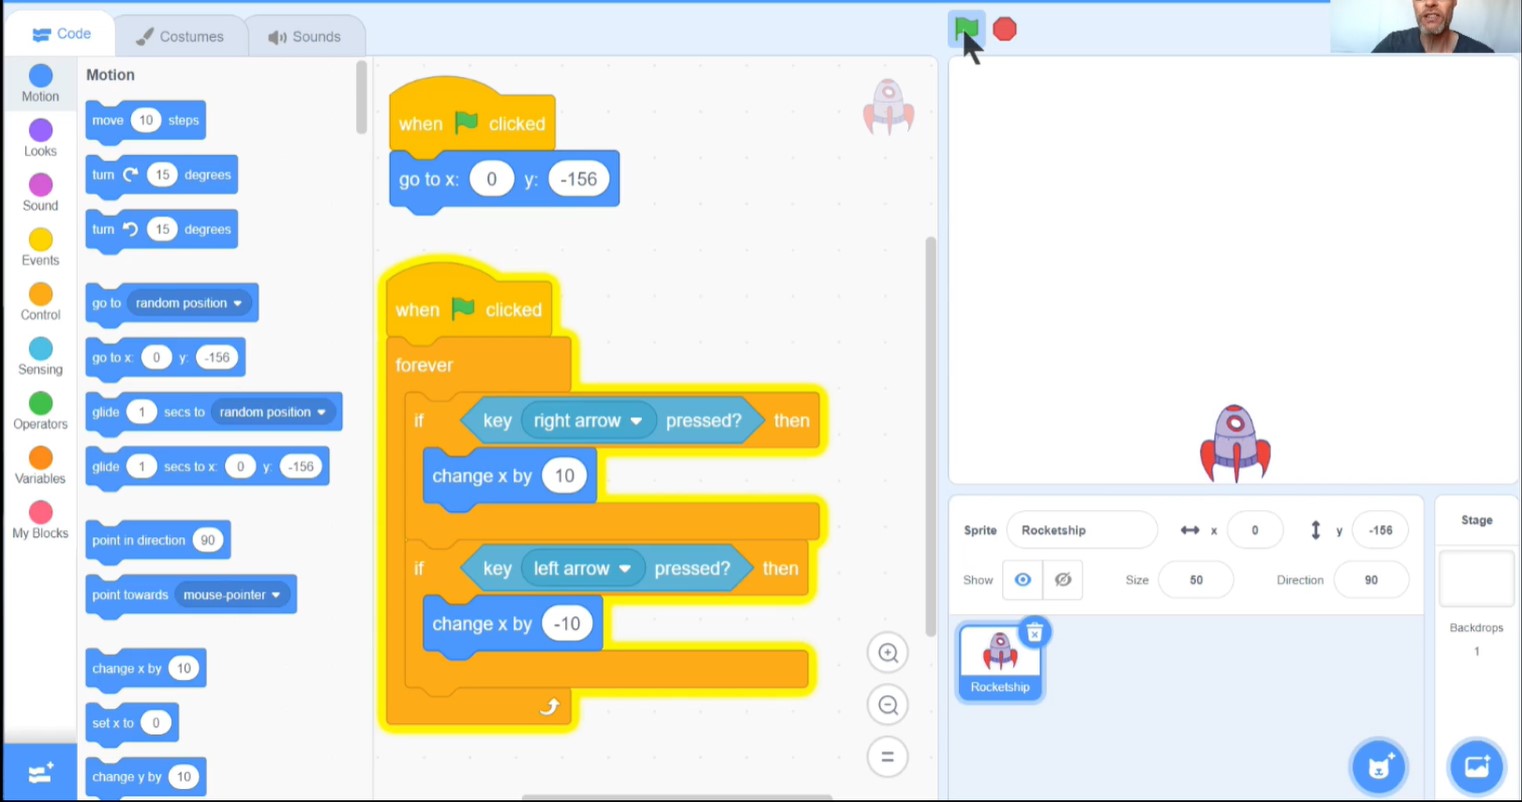 Code
Costumes
Sounds
Motion
Looks
Sound
Events
Control
Sensing
Operators
Variables
My Blocks
Motion
move 10 steps
turn 15 degrees
turn 15 degrees
go to random position
go to x: 0 y: -156
glide 1 secs to random position
glide 1 secs to x: 0 y: -156
point in direction 90
point towards mouse-pointer
change x by 10
set x to 0
change y by 10
when clicked
go to x: 0 y: -156
when clicked
forever
if key right arrow pressed? then
change x by 10
if key left arrow pressed? then
change x by -10
Sprite Rocketship x 0 y -156
Show Size 50 Direction 90
Rocketship
Stage
Backdrops
1